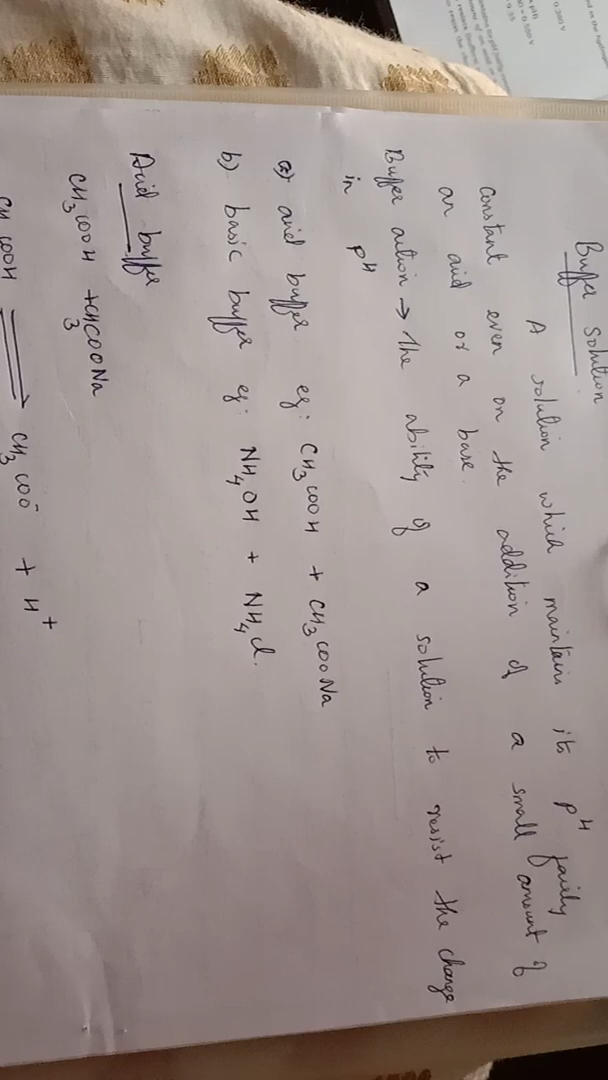 Buffer solution.
A solution which maintains its pH fairly
constant even on the addition of a small amount of
an acid or a base.
Buffer action → the ability of a solution to resist the change
in pH
a) acid buffer eg: CH3COOH + CH3COONa
b) basic buffer eg: NH4OH + NH4Cl.
Acid buffer
CH3COOH + CH3COONa
CH3COOH ⇌ CH3COO⁻ + H⁺